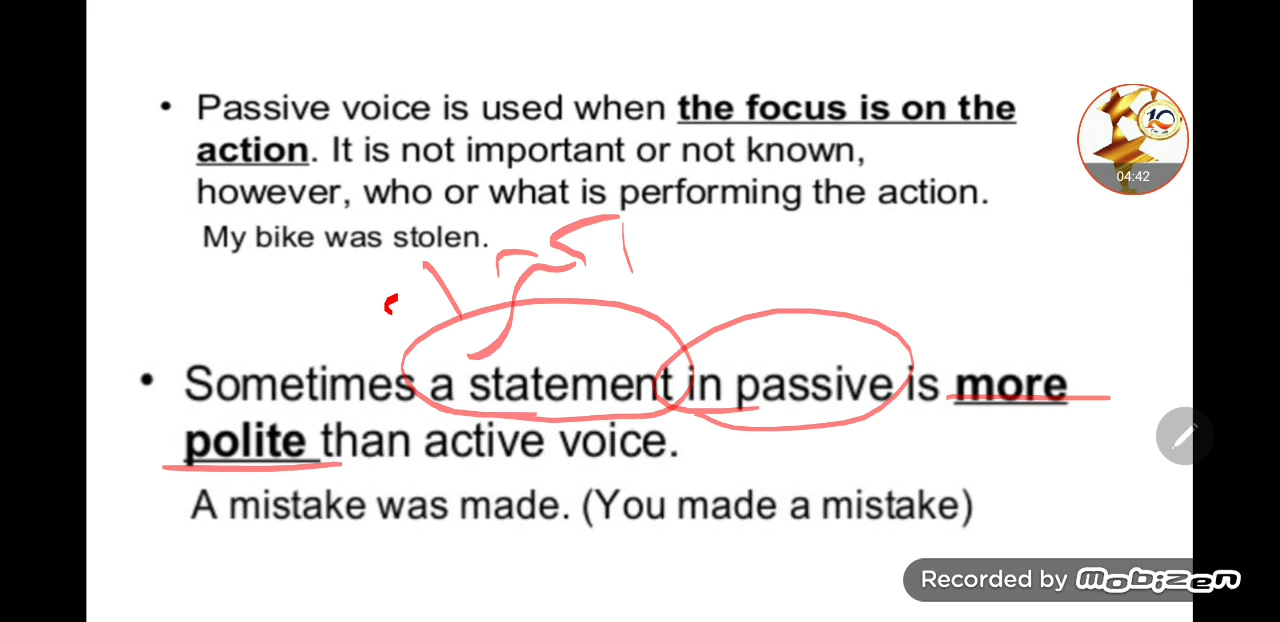 • Passive voice is used when the focus is on the
action. It is not important or not known,
however, who or what is performing the action.
My bike was stolen.
• Sometimes a statement in passive is more
polite than active voice.
A mistake was made. (You made a mistake)
10
04:42
Recorded by Mobizen